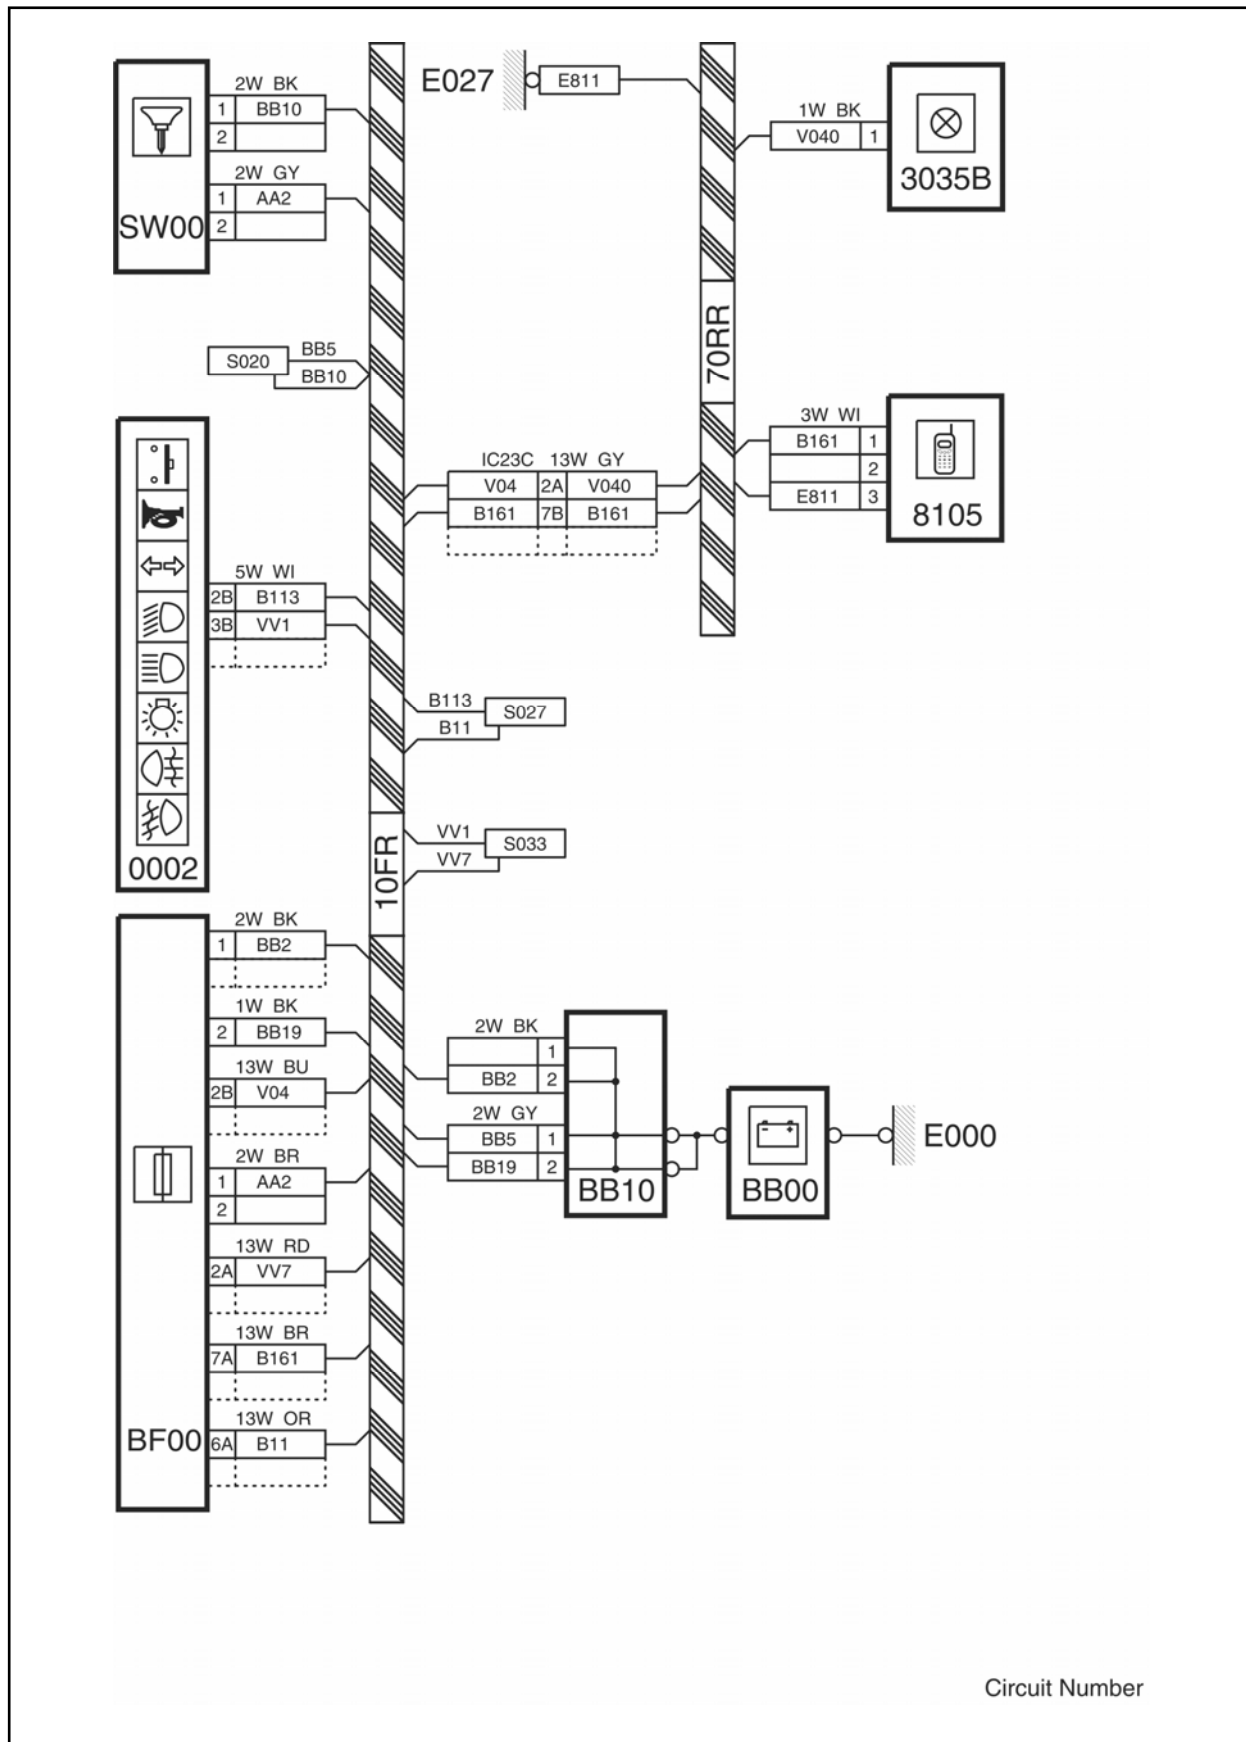 2W BK
1 BB10
2
2W GY
1 AA2
2
SW00
E027
E811
1W BK
V040 1
3035B
70RR
S020
BB5
BB10
3W WI
B161 1
2
E811 3
8105
IC23C 13W GY
V04 2A V040
B161 7B B161
5W WI
2B B113
3B VV1
0002
B113
B11
S027
VV1
VV7
S033
10FR
2W BK
1 BB2
1W BK
2 BB19
13W BU
2B V04
2W BR
1 AA2
2
13W RD
2A VV7
13W BR
7A B161
13W OR
6A B11
BF00
2W BK
1
BB2 2
2W GY
BB5 1
BB19 2
BB10
BB00
E000
Circuit Number